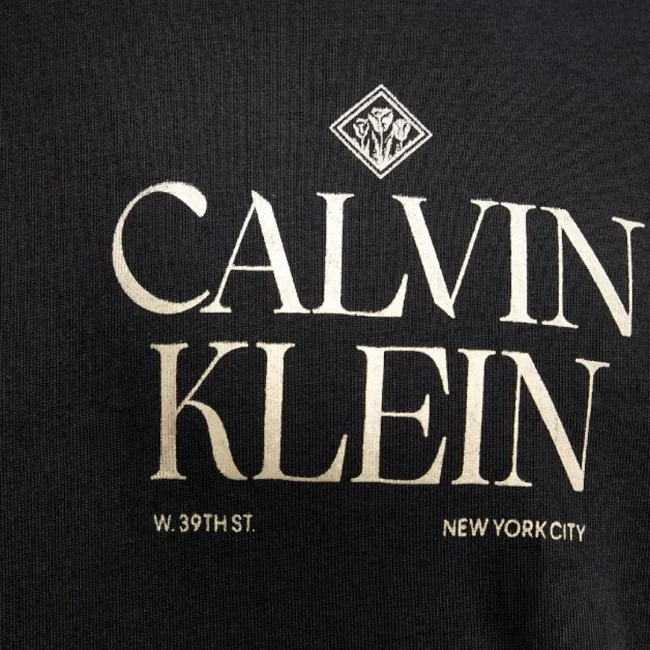 CALVIN
KLEIN
W. 39TH ST. NEW YORK CITY